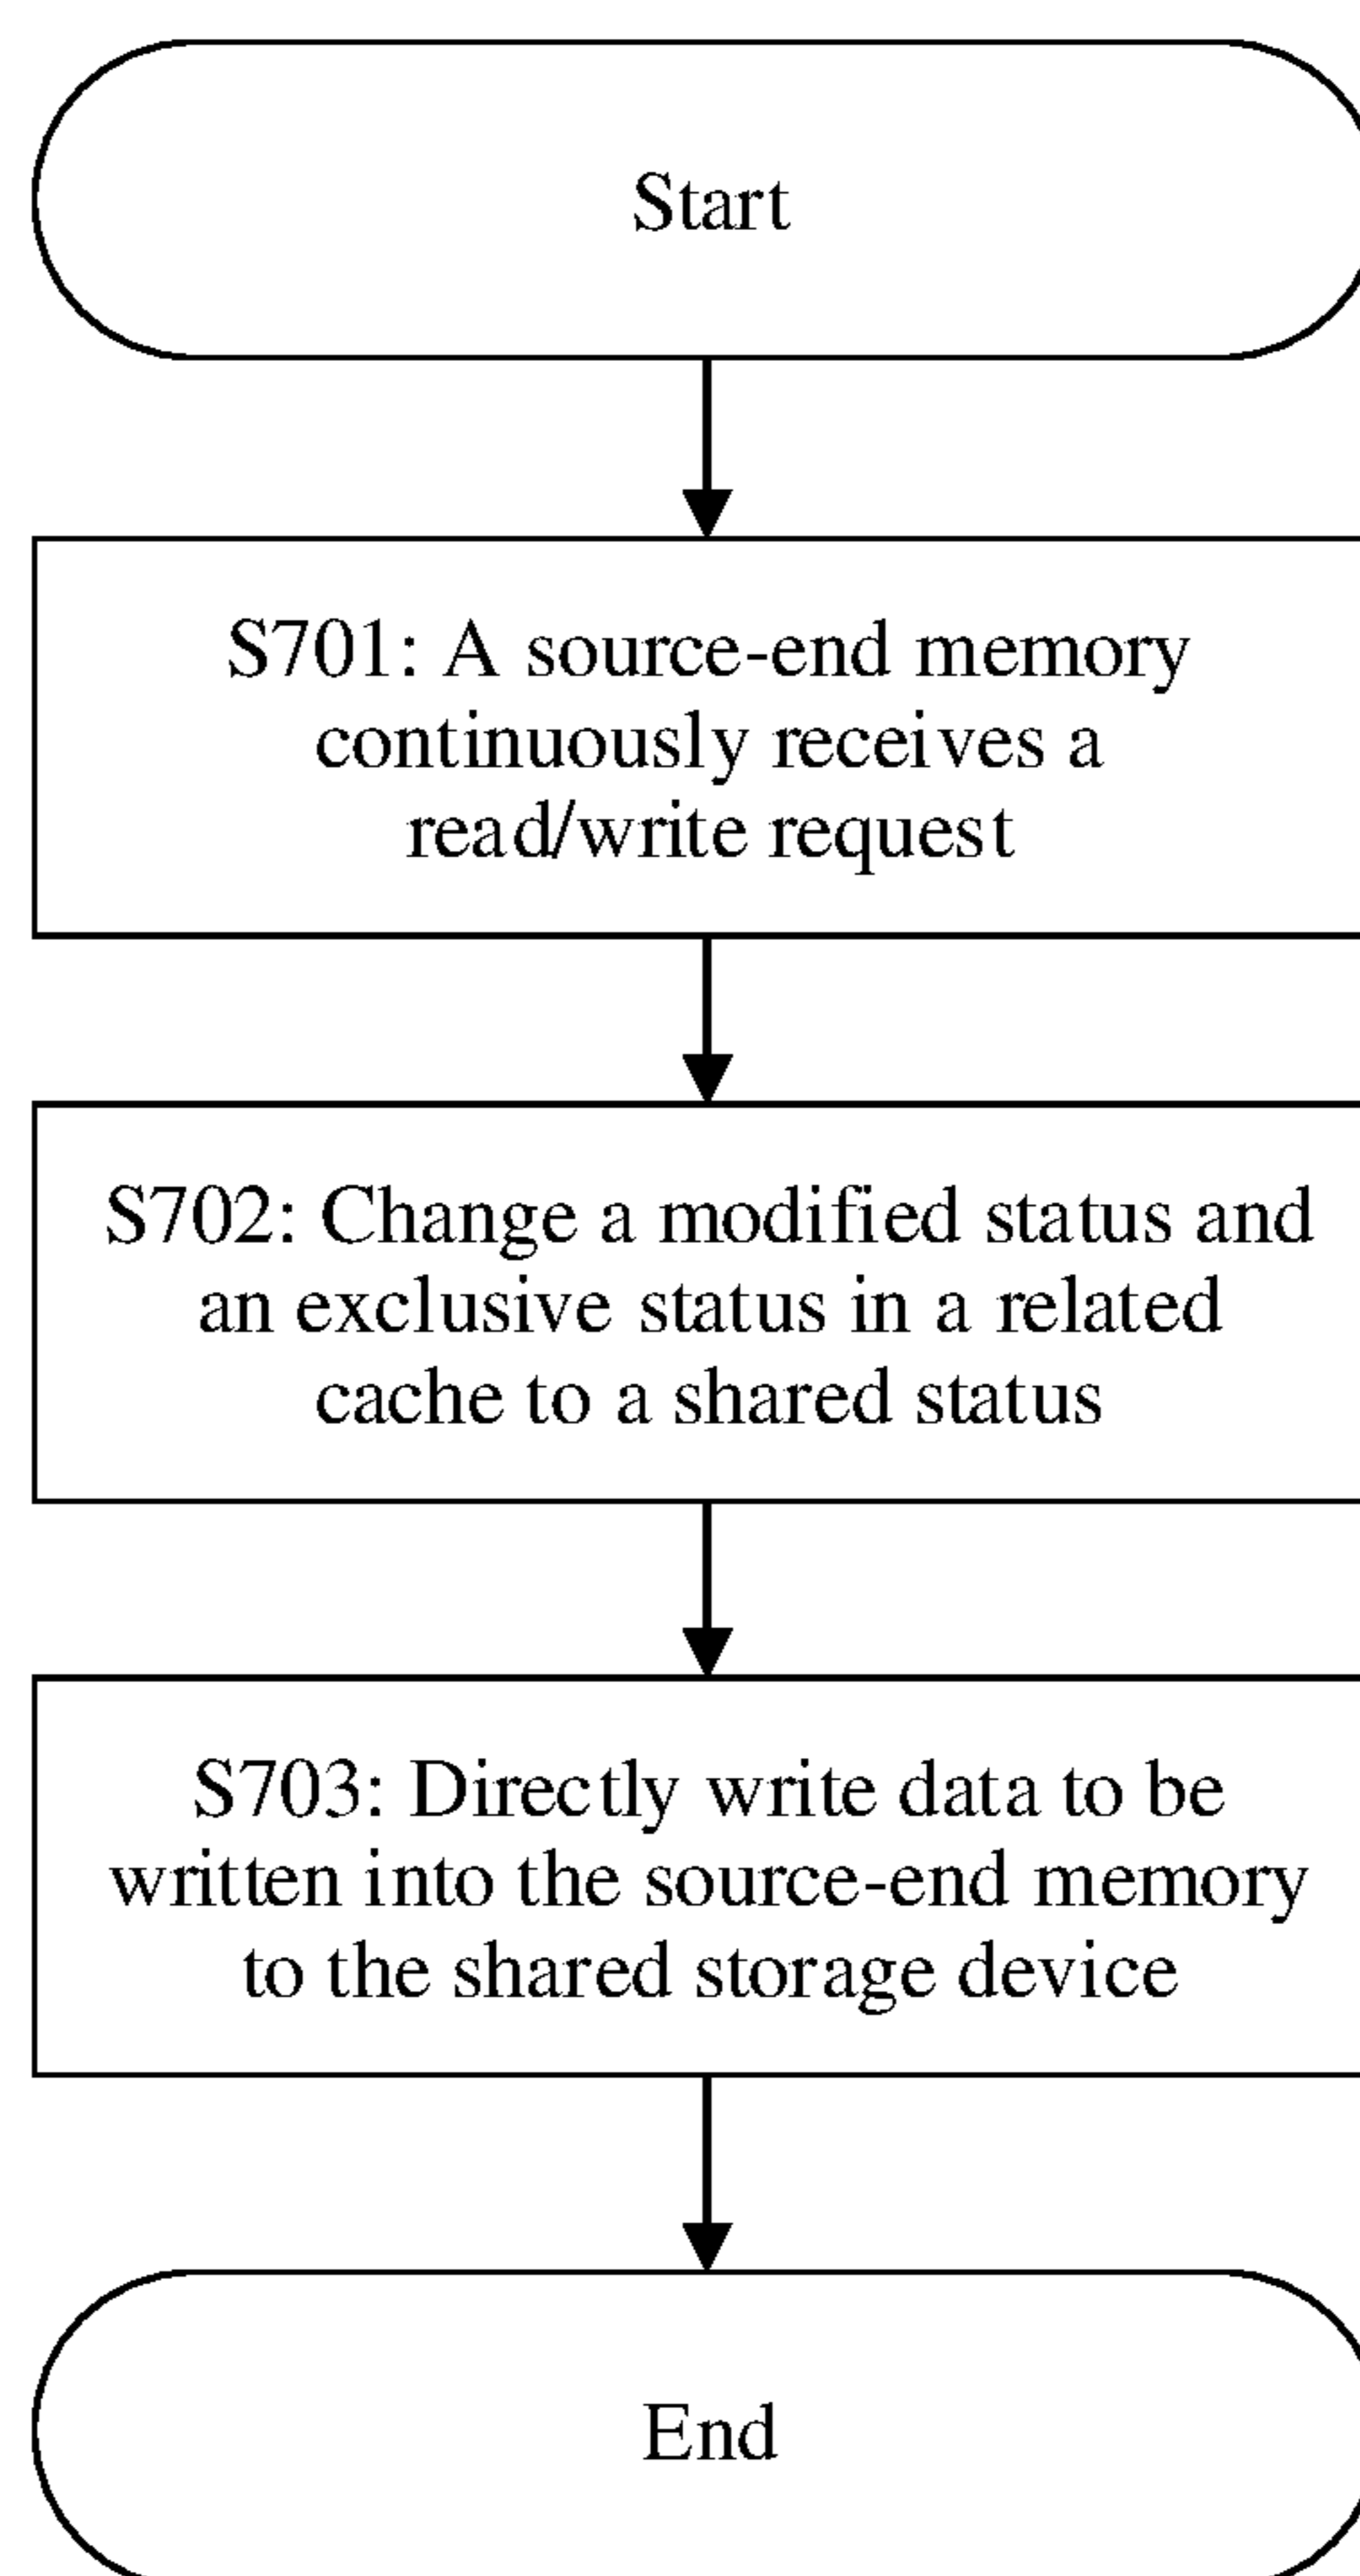 Start
S701: A source-end memory
continuously receives a
read/write request
S702: Change a modified status and
an exclusive status in a related
cache to a shared status
S703: Directly write data to be
written into the source-end memory
to the shared storage device
End